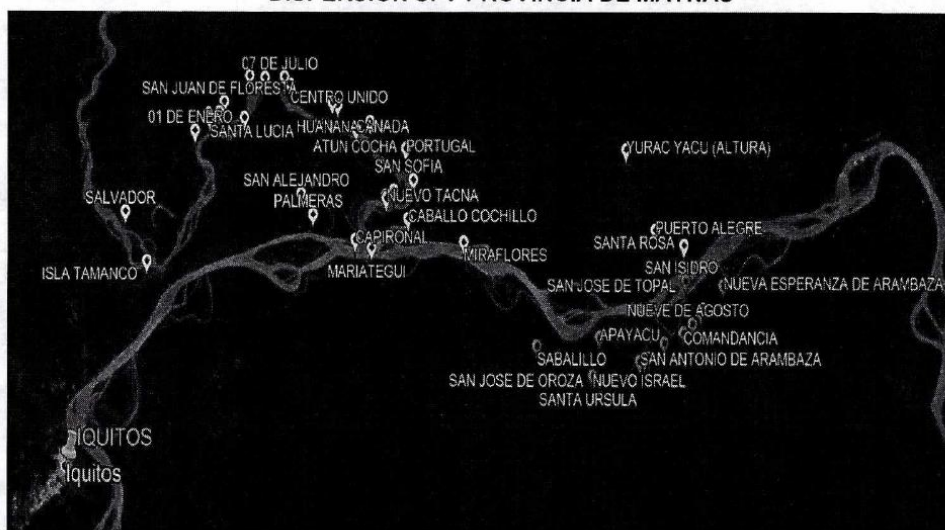 07 DE JULIO
SAN JUAN DE FLORESTA
CENTRO UNIDO
01 DE ENERO
SANTA LUCIA
HUANANA
CANADA
ATUN COCHA
PORTUGAL
YURAC YACU (ALTURA)
SAN SOFIA
SAN ALEJANDRO
NUEVO TACNA
PALMERAS
SALVADOR
CABALLO COCHILLO
PUERTO ALEGRE
CAPIRONAL
SANTA ROSA
MIRAFLORES
ISLA TAMANCO
MARIATEGUI
SAN ISIDRO
SAN JOSE DE TOPAL
NUEVA ESPERANZA DE ARAMBAZA
NUEVE DE AGOSTO
APAYACU
COMANDANCIA
SABALILLO
SAN ANTONIO DE ARAMBAZA
SAN JOSE DE OROZA
NUEVO ISRAEL
SANTA URSULA
IQUITOS
Iquitos